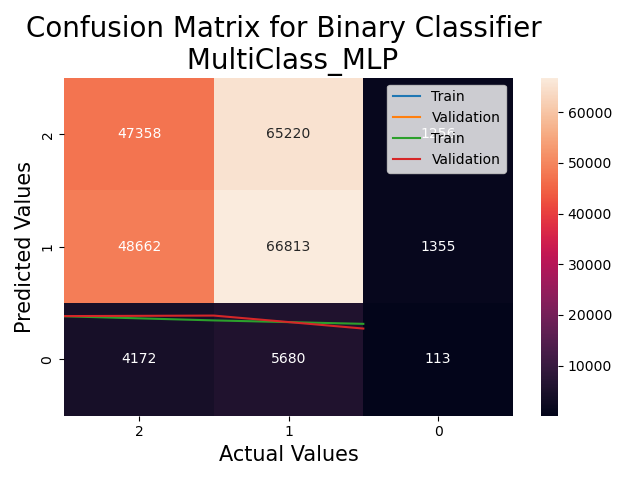 Confusion Matrix for Binary Classifier
MultiClass_MLP
Train
Validation
Train
Validation
Predicted Values
2
1
0
47358
65220
48662
66813
1355
4172
5680
113
2
1
0
Actual Values
60000
50000
40000
30000
20000
10000